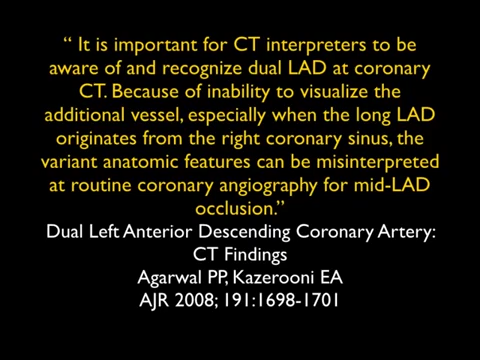 “ It is important for CT interpreters to be
aware of and recognize dual LAD at coronary
CT. Because of inability to visualize the
additional vessel, especially when the long LAD
originates from the right coronary sinus, the
variant anatomic features can be misinterpreted
at routine coronary angiography for mid-LAD
occlusion.”
Dual Left Anterior Descending Coronary Artery:
CT Findings
Agarwal PP, Kazerooni EA
AJR 2008; 191:1698-1701